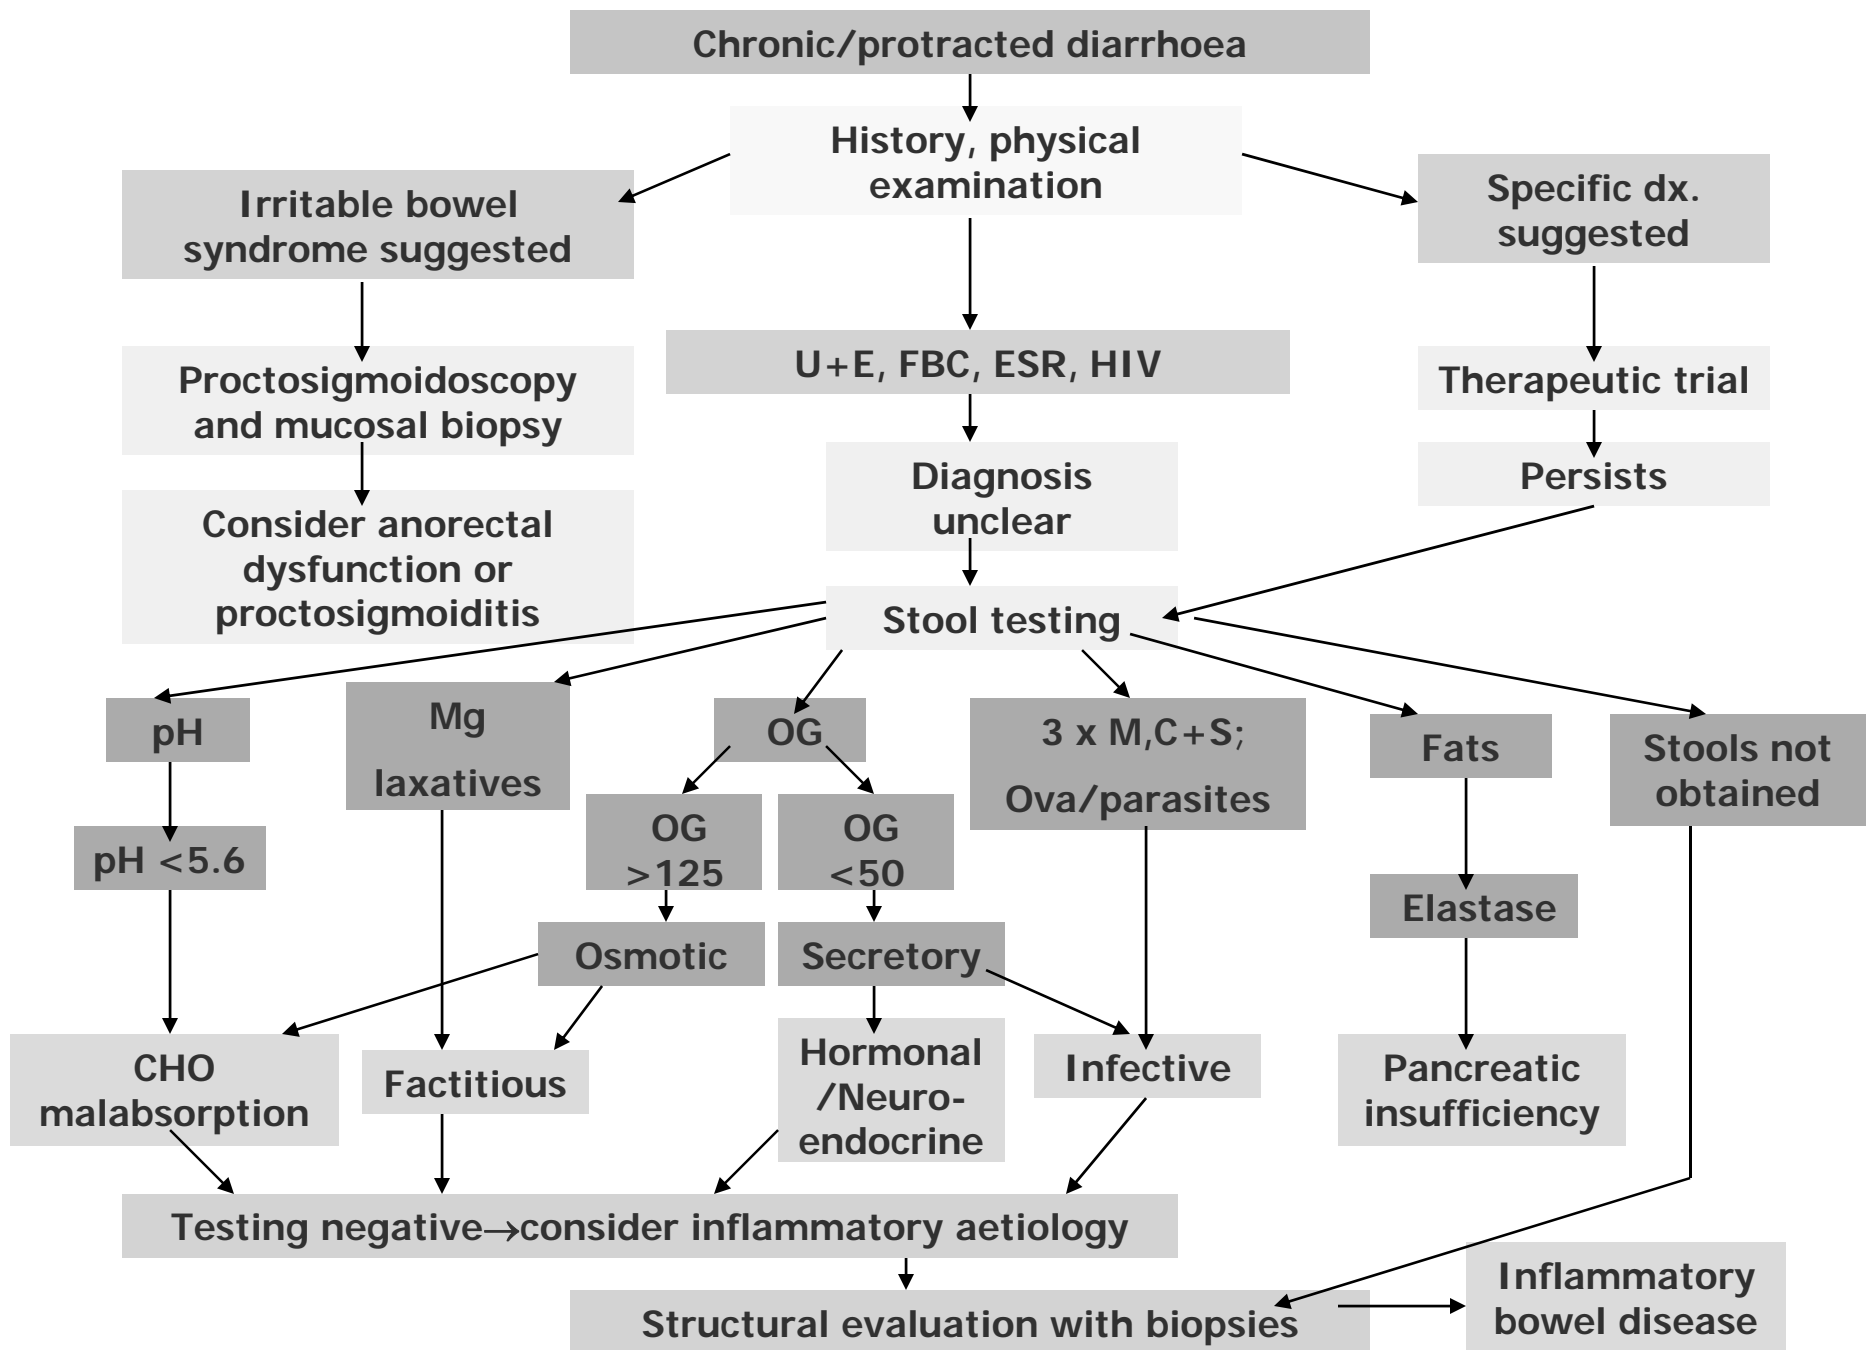 Chronic/protracted diarrhoea
History, physical
examination
Irritable bowel
syndrome suggested
Specific dx.
suggested
U+E, FBC, ESR, HIV
Proctosigmoidoscopy
and mucosal biopsy
Therapeutic trial
Diagnosis
unclear
Persists
Consider anorectal
dysfunction or
proctosigmoiditis
Stool testing
pH
Mg
laxatives
OG
3 x M,C+S;
Ova/parasites
Fats
Stools not
obtained
pH <5.6
OG
>125
OG
<50
Elastase
Osmotic
Secretory
CHO
malabsorption
Factitious
Hormonal
/Neuro-
endocrine
Infective
Pancreatic
insufficiency
Testing negative→consider inflammatory aetiology
Structural evaluation with biopsies
Inflammatory
bowel disease